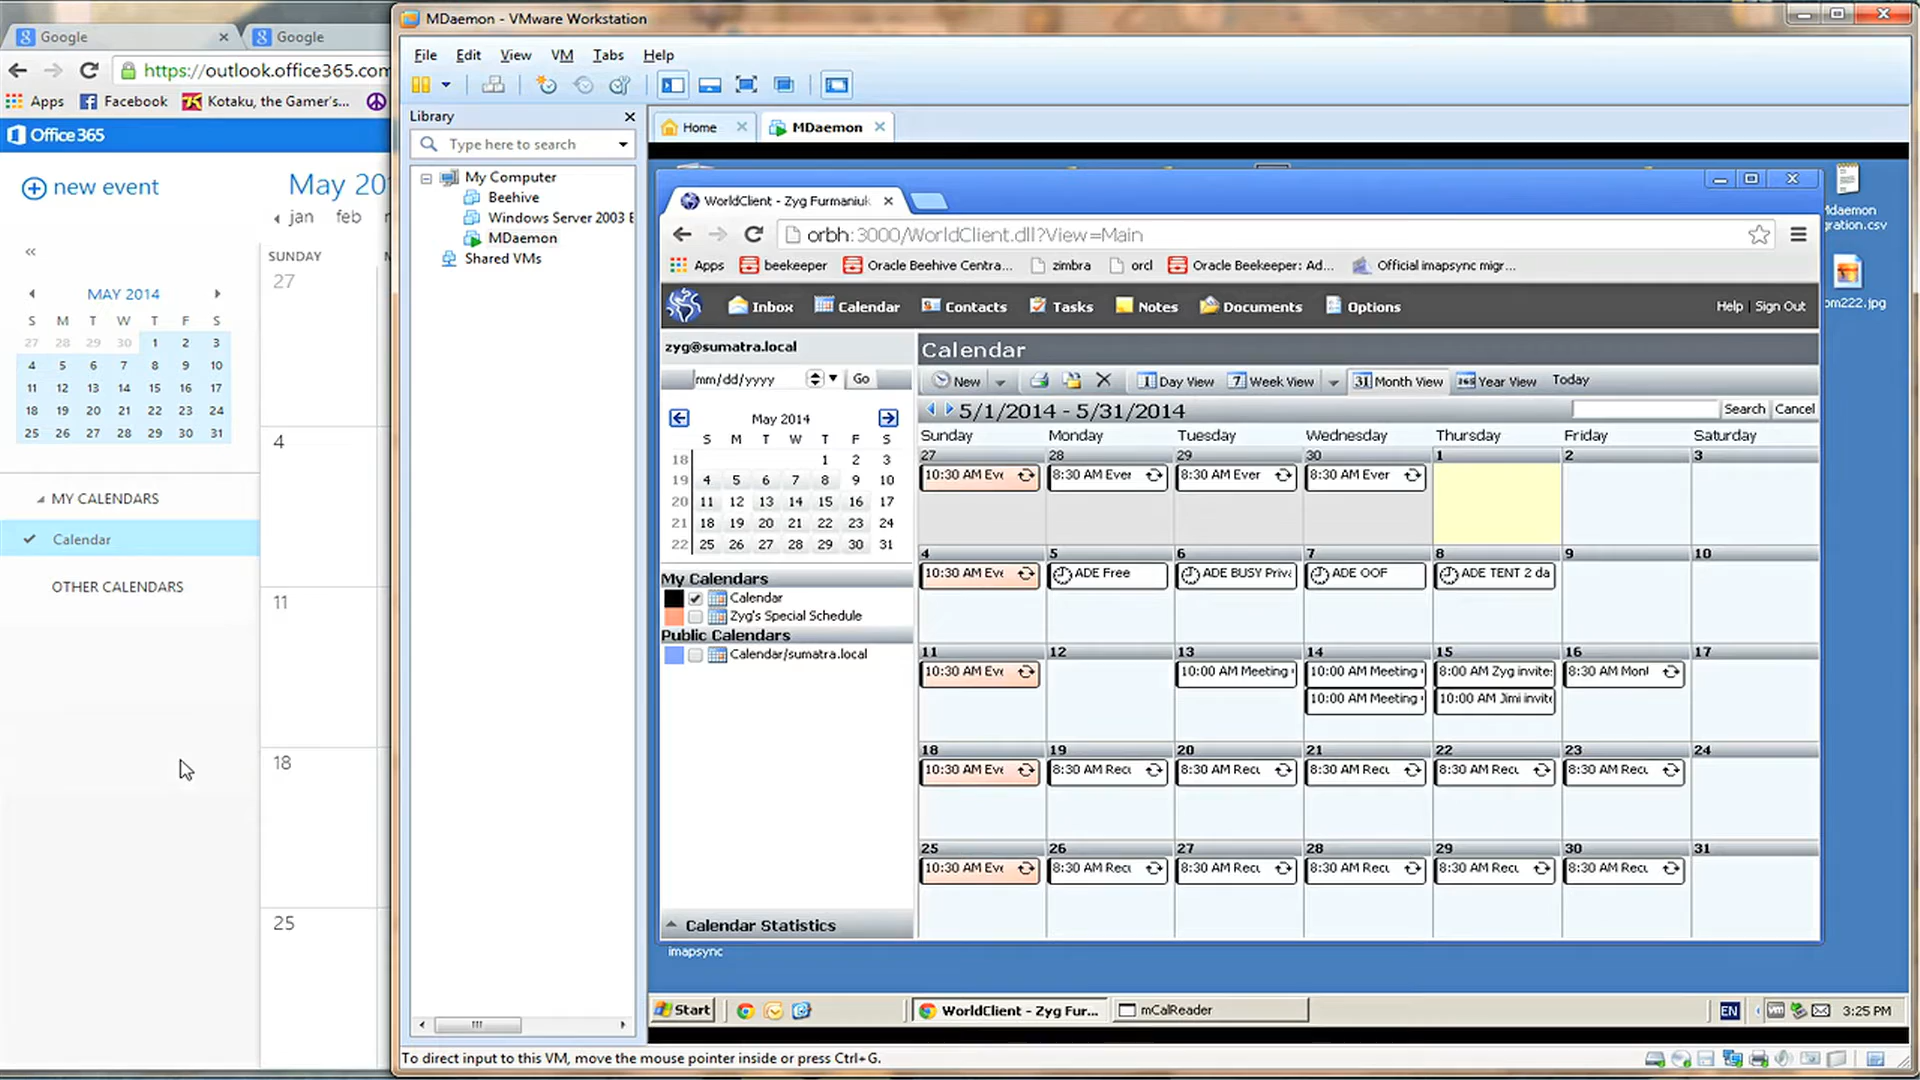 MDaemon - VMware Workstation
Google
Google
https://outlook.office365.com
Apps Facebook Kotaku, the Gamer's...
Office 365
new event
May 20
jan feb
SUNDAY
27
4
11
18
25
MAY 2014
S M T W T F S
27 28 29 30 1 2 3
4 5 6 7 8 9 10
11 12 13 14 15 16 17
18 19 20 21 22 23 24
25 26 27 28 29 30 31
MY CALENDARS
Calendar
OTHER CALENDARS
File Edit View VM Tabs Help
Library
Type here to search
My Computer
Beehive
Windows Server 2003 E
MDaemon
Shared VMs
Home MDaemon
WorldClient - Zyg Furmaniuk
orbh:3000/WorldClient.dll?View=Main
Apps beekeeper Oracle Beehive Centra... zimbra orcl Oracle Beekeeper: Ad... Official imapsync migr...
Inbox Calendar Contacts Tasks Notes Documents Options Help | Sign Out
zyg@sumatra.local
mm/dd/yyyy Go
May 2014
S M T W T F S
18 1 2 3
19 4 5 6 7 8 9 10
20 11 12 13 14 15 16 17
21 18 19 20 21 22 23 24
22 25 26 27 28 29 30 31
My Calendars
Calendar
Zyg's Special Schedule
Public Calendars
Calendar/sumatra.local
Calendar Statistics
Calendar
New 1 Day View 7 Week View 31 Month View 365 Year View Today
5/1/2014 - 5/31/2014 Search Cancel
Sunday Monday Tuesday Wednesday Thursday Friday Saturday
27 28 29 30 1 2 3
10:30 AM Eve 8:30 AM Ever 8:30 AM Ever 8:30 AM Ever
4 5 6 7 8 9 10
10:30 AM Eve ADE Free ADE BUSY Priva ADE OOF ADE TENT 2 da
11 12 13 14 15 16 17
10:30 AM Eve 10:00 AM Meeting 10:00 AM Meeting 8:00 AM Zyg invite: 8:30 AM Mont
10:00 AM Meeting 10:00 AM Jimi invite
18 19 20 21 22 23 24
10:30 AM Eve 8:30 AM Recu 8:30 AM Recu 8:30 AM Recu 8:30 AM Recu 8:30 AM Recu
25 26 27 28 29 30 31
10:30 AM Eve 8:30 AM Recu 8:30 AM Recu 8:30 AM Recu 8:30 AM Recu 8:30 AM Recu
Mdaemon
gration.csv
om222.jpg
imapsync
Start WorldClient - Zyg Fur... mCalReader EN 3:25 PM
To direct input to this VM, move the mouse pointer inside or press Ctrl+G.